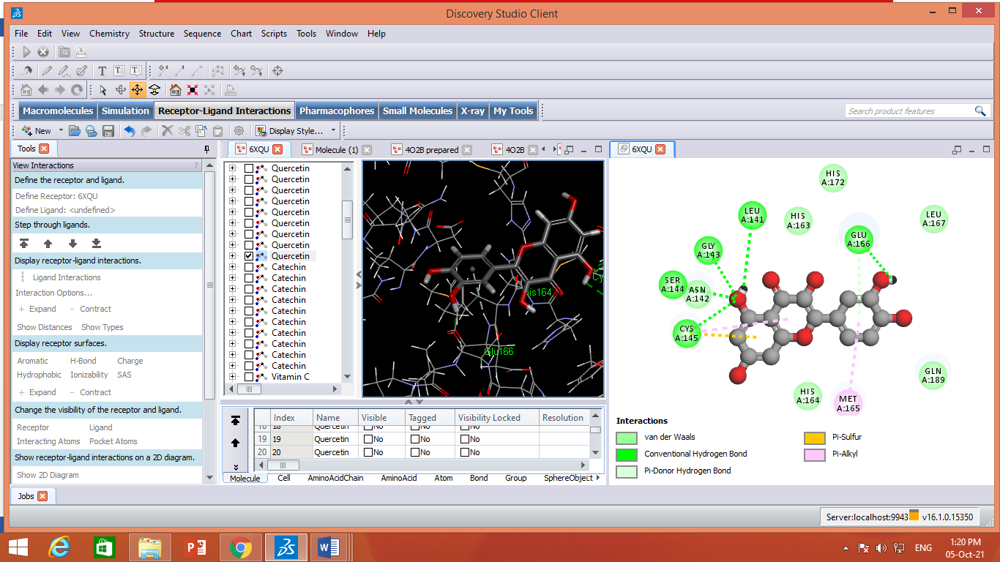 Discovery Studio Client
File Edit View Chemistry Structure Sequence Chart Scripts Tools Window Help
Macromolecules Simulation Receptor-Ligand Interactions Pharmacophores Small Molecules X-ray My Tools
Search product features
New Display Style...
Tools
View Interactions ?
Define the receptor and ligand.
Define Receptor: 6XQU
Define Ligand: <undefined>
Step through ligands.
Display receptor-ligand interactions.
Ligand Interactions
Interaction Options...
+ Expand - Contract
Show Distances Show Types
Display receptor surfaces.
Aromatic H-Bond Charge
Hydrophobic Ionizability SAS
+ Expand - Contract
Change the visibility of the receptor and ligand.
Receptor Ligand
Interacting Atoms Pocket Atoms
Show receptor-ligand interactions on a 2D diagram.
Show 2D Diagram
Jobs
6XQU Molecule (1) 4O2B prepared 4O2B
Quercetin
Quercetin
Quercetin
Quercetin
Quercetin
Quercetin
Quercetin
Quercetin
Quercetin
Catechin
Catechin
Catechin
Catechin
Catechin
Catechin
Catechin
Catechin
Catechin
Catechin
Vitamin C
is164
Glu166
Index Name Visible Tagged Visibility Locked Resolution
18 Quercetin No No No
19 Quercetin No No No
20 Quercetin No No No
Molecule Cell AminoAcidChain AminoAcid Atom Bond Group SphereObject
6XQU
HIS
A:172
LEU
A:141
HIS
A:163
LEU
A:167
GLU
A:166
GLY
A:143
SER
A:144
ASN
A:142
CYS
A:145
GLN
A:189
HIS
A:164
MET
A:165
Interactions
van der Waals
Conventional Hydrogen Bond
Pi-Donor Hydrogen Bond
Pi-Sulfur
Pi-Alkyl
Server:localhost:9943 v16.1.0.15350
ENG
1:20 PM
05-Oct-21